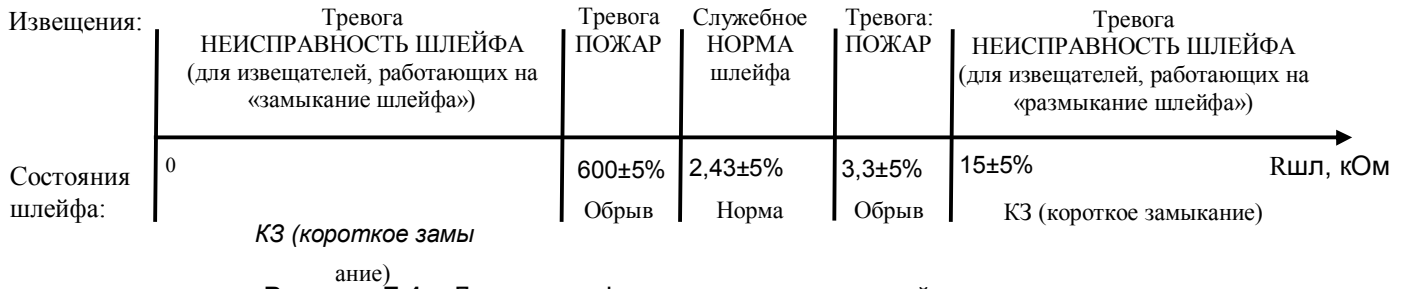 Извещения:
Тревога
НЕИСПРАВНОСТЬ ШЛЕЙФА
(для извещателей, работающих на
«замыкание шлейфа»)
Тревога
ПОЖАР
Служебное
НОРМА
шлейфа
Тревога:
ПОЖАР
Тревога
НЕИСПРАВНОСТЬ ШЛЕЙФА
(для извещателей, работающих на
«размыкание шлейфа»)
Состояния
шлейфа:
0
600±5%
2,43±5%
3,3±5%
15±5%
Rшл, кОм
Обрыв
Норма
Обрыв
КЗ (короткое замыкание)
КЗ (короткое замы
ание)